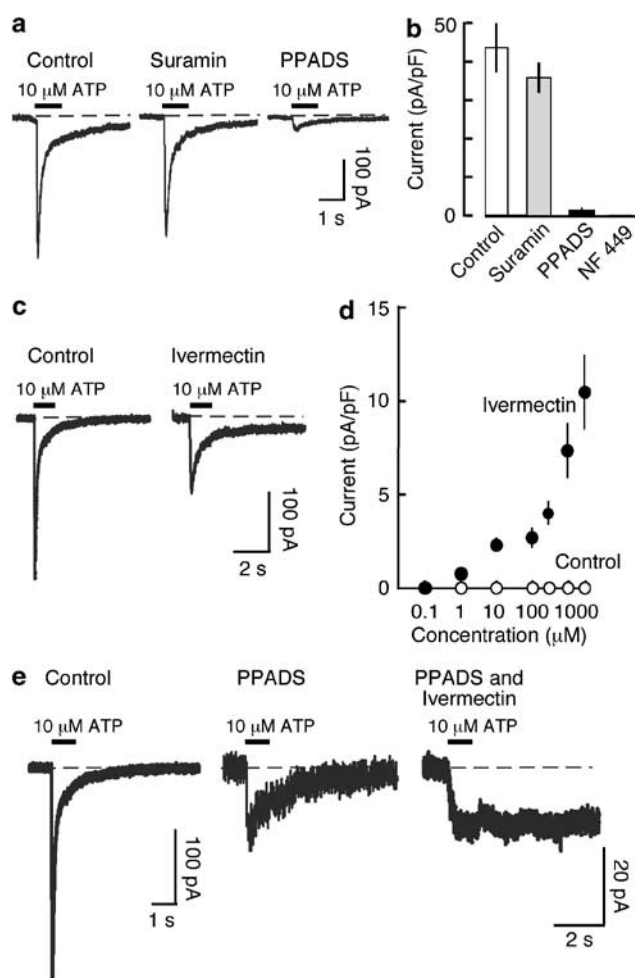 a
Control Suramin PPADS
10 μM ATP 10 μM ATP 10 μM ATP
100 pA
1 s
b
Current (pA/pF)
50
0
Control Suramin PPADS NF 449
c
Control Ivermectin
10 μM ATP 10 μM ATP
100 pA
2 s
d
Current (pA/pF)
15
10
5
0
Ivermectin
Control
0.1 1 10 100 1000
Concentration (μM)
e
Control PPADS PPADS and
Ivermectin
10 μM ATP 10 μM ATP 10 μM ATP
100 pA
1 s
20 pA
2 s